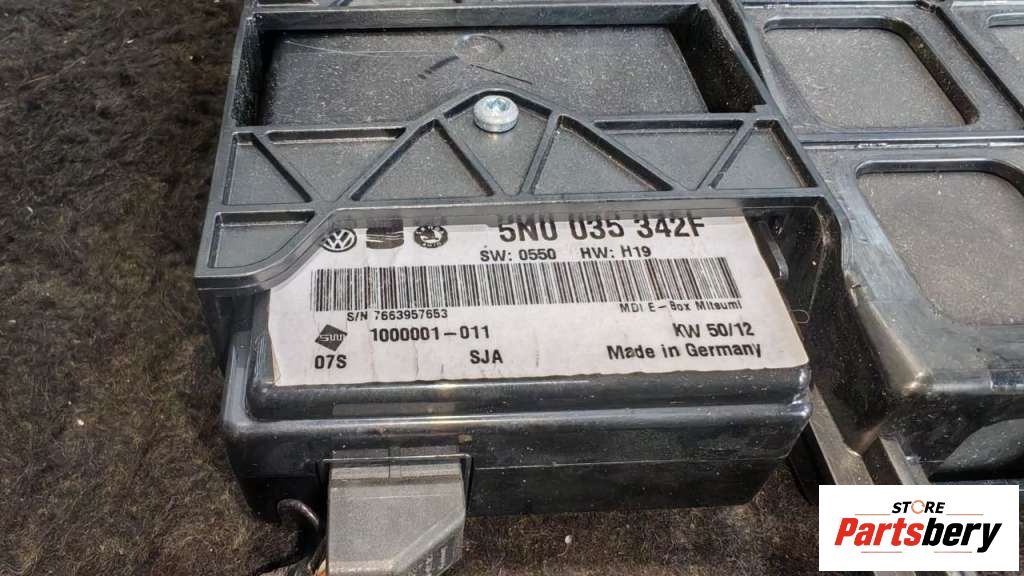 5N0 035 342F
SW: 0550 HW: H19
S/N 7663957653
MDI E-Box Mitsumi
SW
1000001-011
KW 50/12
07S
SJA
Made in Germany
STORE
Partsbery